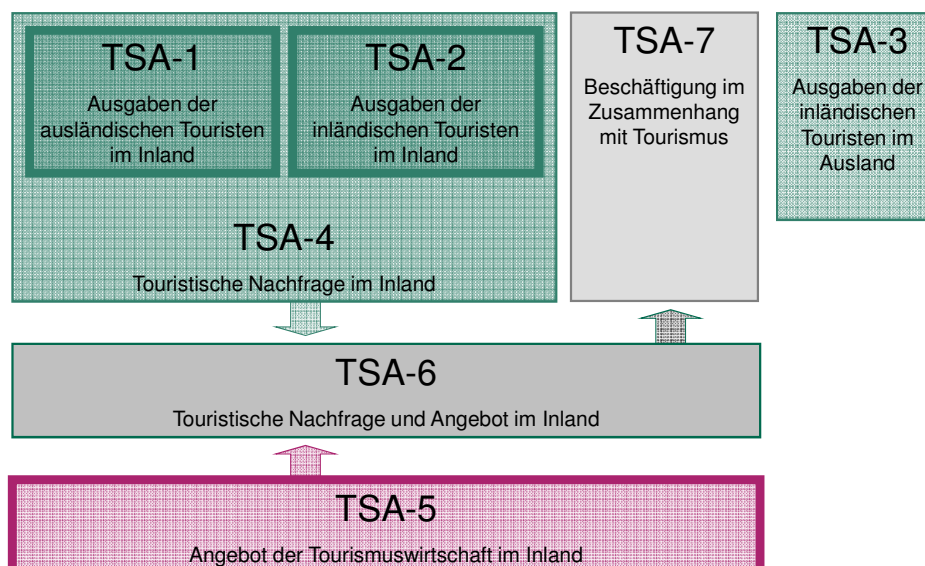 TSA-1
Ausgaben der
ausländischen Touristen
im Inland
TSA-2
Ausgaben der
inländischen Touristen
im Inland
TSA-4
Touristische Nachfrage im Inland
TSA-7
Beschäftigung im
Zusammenhang
mit Tourismus
TSA-3
Ausgaben der
inländischen
Touristen im
Ausland
TSA-6
Touristische Nachfrage und Angebot im Inland
TSA-5
Angebot der Tourismuswirtschaft im Inland